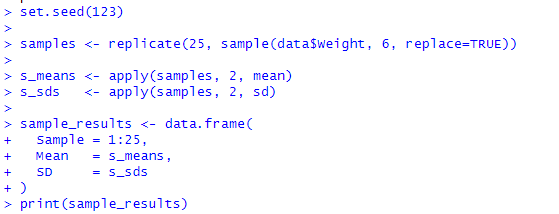 > set.seed(123)
>
> samples <- replicate(25, sample(data$Weight, 6, replace=TRUE))
>
> s_means <- apply(samples, 2, mean)
> s_sds   <- apply(samples, 2, sd)
>
> sample_results <- data.frame(
+   Sample = 1:25,
+   Mean   = s_means,
+   SD     = s_sds
+ )
> print(sample_results)